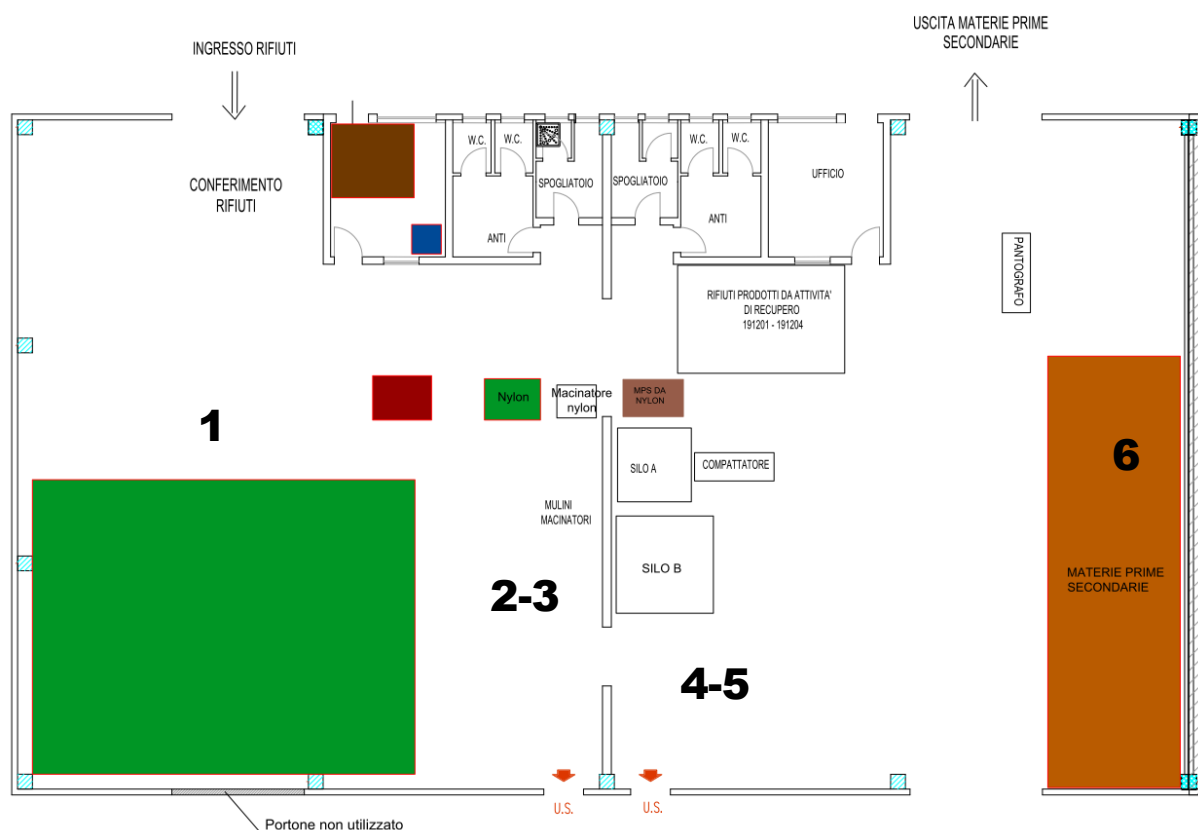 USCITA MATERIE PRIME
SECONDARIE
INGRESSO RIFIUTI
W.C.
W.C.
W.C.
W.C.
CONFERIMENTO
RIFIUTI
SPOGLIATOIO
SPOGLIATOIO
UFFICIO
ANTI
ANTI
PANTOGRAFO
RIFIUTI PRODOTTI DA ATTIVITA'
DI RECUPERO
191201 - 191204
Nylon
Macinatore
nylon
MPS DA
NYLON
1
6
SILO A
COMPATTATORE
MULINI
MACINATORI
SILO B
MATERIE PRIME
SECONDARIE
2-3
4-5
U.S.
U.S.
Portone non utilizzato